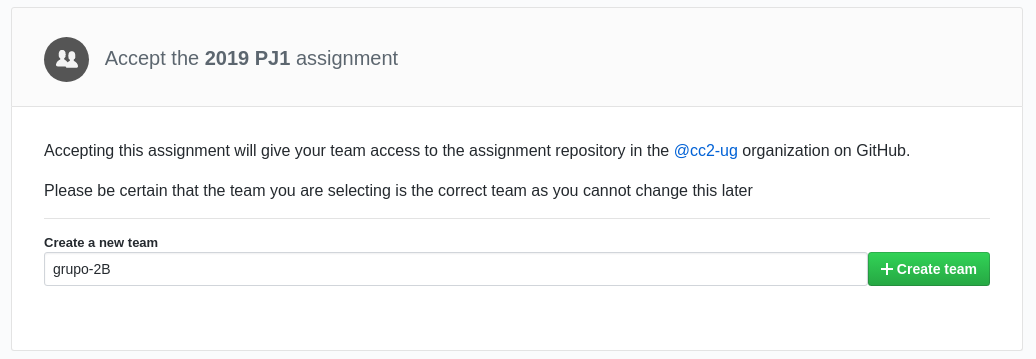 Accept the 2019 PJ1 assignment
Accepting this assignment will give your team access to the assignment repository in the @cc2-ug organization on GitHub.
Please be certain that the team you are selecting is the correct team as you cannot change this later
Create a new team
grupo-2B
+ Create team